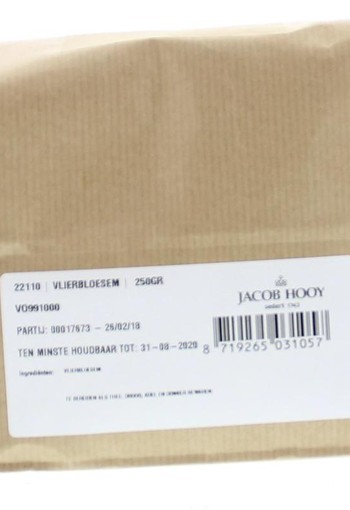 22110 | VLIERBLOESEM | 250GR
VO991000
PARTIJ: 00017673 - 26/02/18
TEN MINSTE HOUDBAAR TOT: 31-08-2020
Ingrediënten: VLIERBLOESEM
JACOB HOOY
8 719265 031057